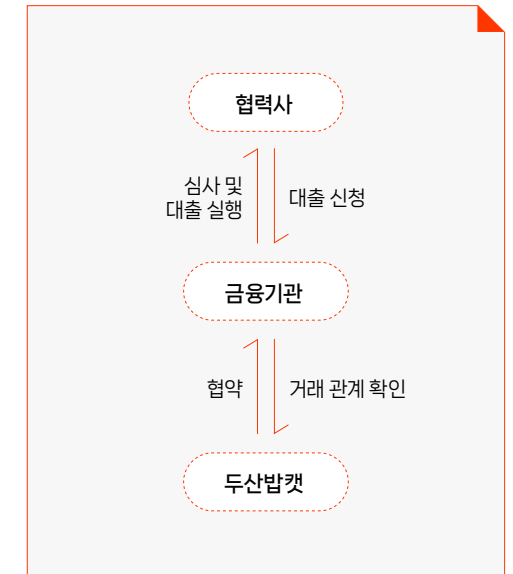 협력사
심사 및
대출 실행
대출 신청
금융기관
협약
거래 관계 확인
두산밥캣